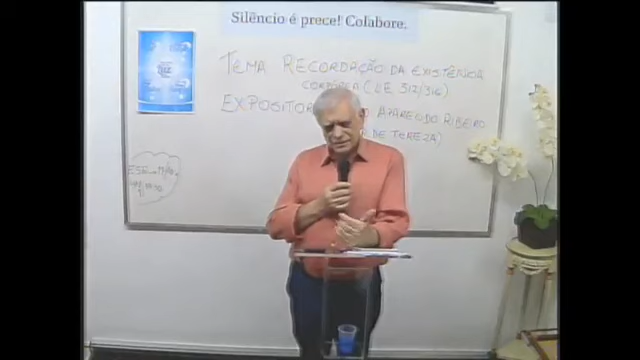 Silêncio é prece! Colabore.
TEMA RECORDAÇÃO DA EXISTÊNCIA
CORPÓREA (LE 312/316)
EXPOSITOR APARECIDO RIBEIRO
DE TEREZA)